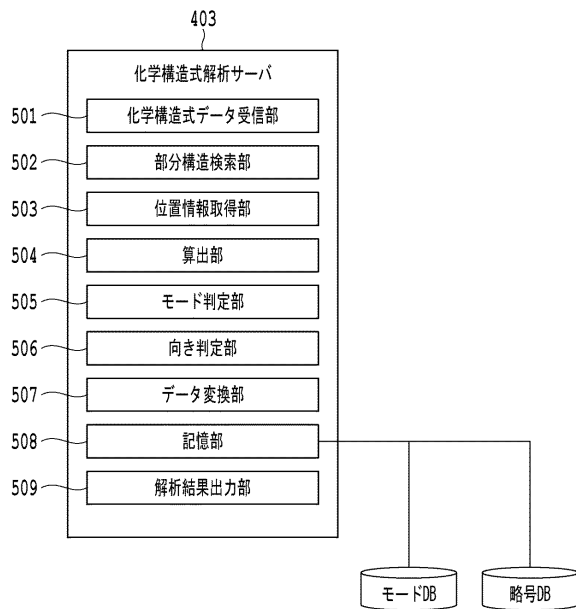 403
化学構造式解析サーバ
501 化学構造式データ受信部
502 部分構造検索部
503 位置情報取得部
504 算出部
505 モード判定部
506 向き判定部
507 データ変換部
508 記憶部
509 解析結果出力部
モードDB 略号DB